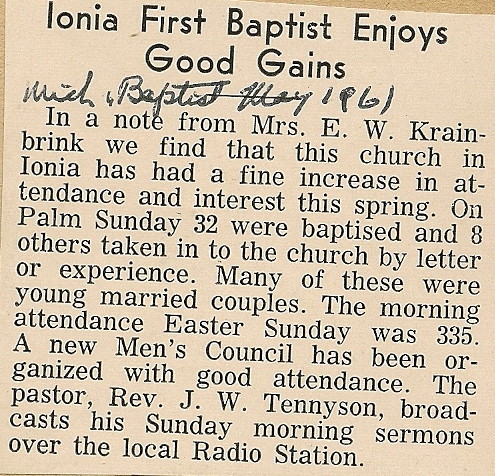 Ionia First Baptist Enjoys
Good Gains
Mich. Baptist May 1961
In a note from Mrs. E. W. Krain-
brink we find that this church in
Ionia has had a fine increase in at-
tendance and interest this spring. On
Palm Sunday 32 were baptised and 8
others taken in to the church by letter
or experience. Many of these were
young married couples. The morning
attendance Easter Sunday was 335.
A new Men's Council has been or-
ganized with good attendance. The
pastor, Rev. J. W. Tennyson, broad-
casts his Sunday morning sermons
over the local Radio Station.